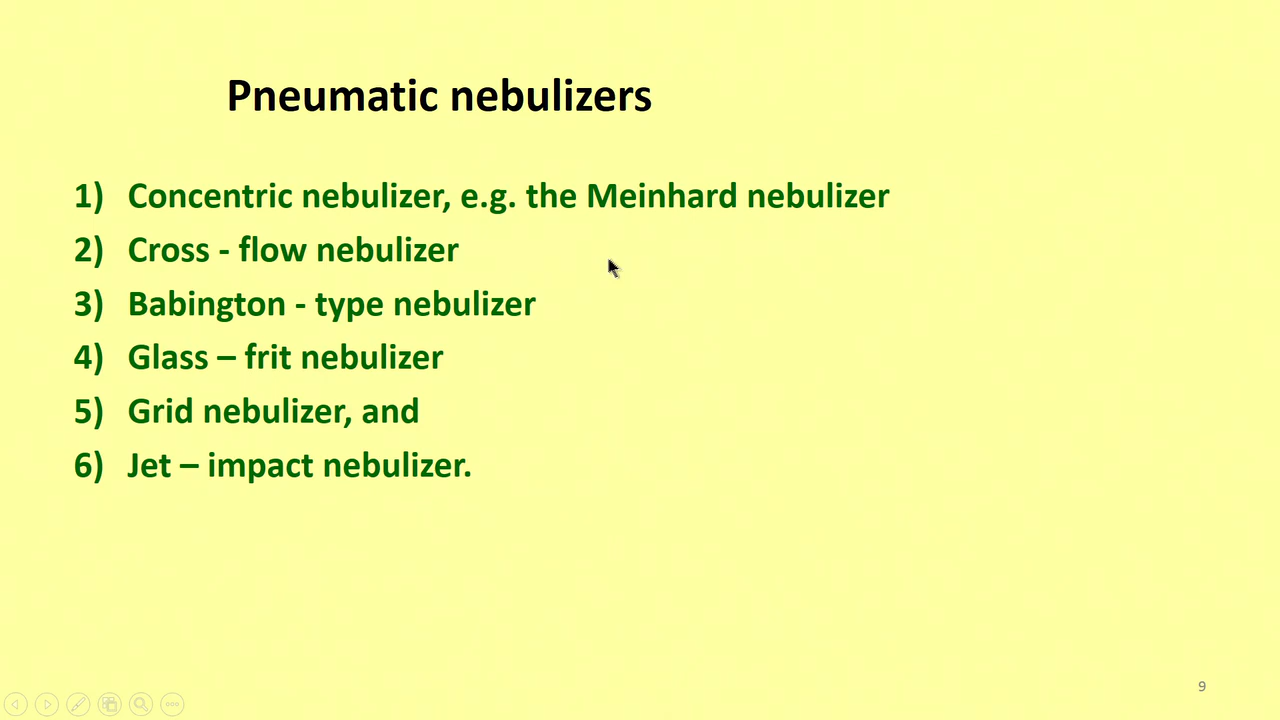 Pneumatic nebulizers
1) Concentric nebulizer, e.g. the Meinhard nebulizer
2) Cross - flow nebulizer
3) Babington - type nebulizer
4) Glass – frit nebulizer
5) Grid nebulizer, and
6) Jet – impact nebulizer.
9